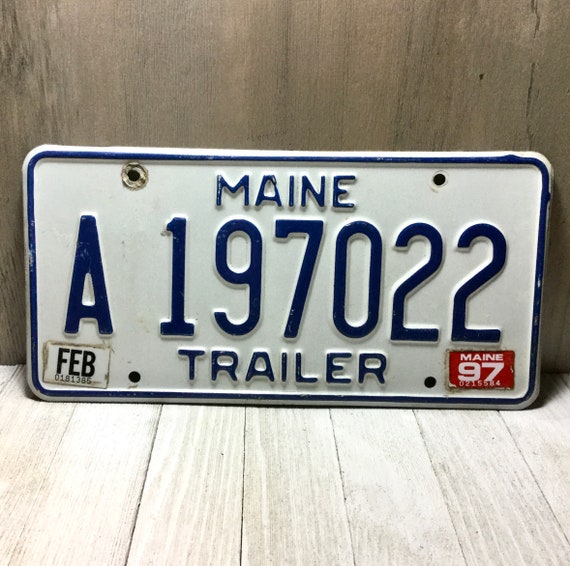 MAINE
A 197022
TRAILER
FEB
0181385
MAINE
97
0215584